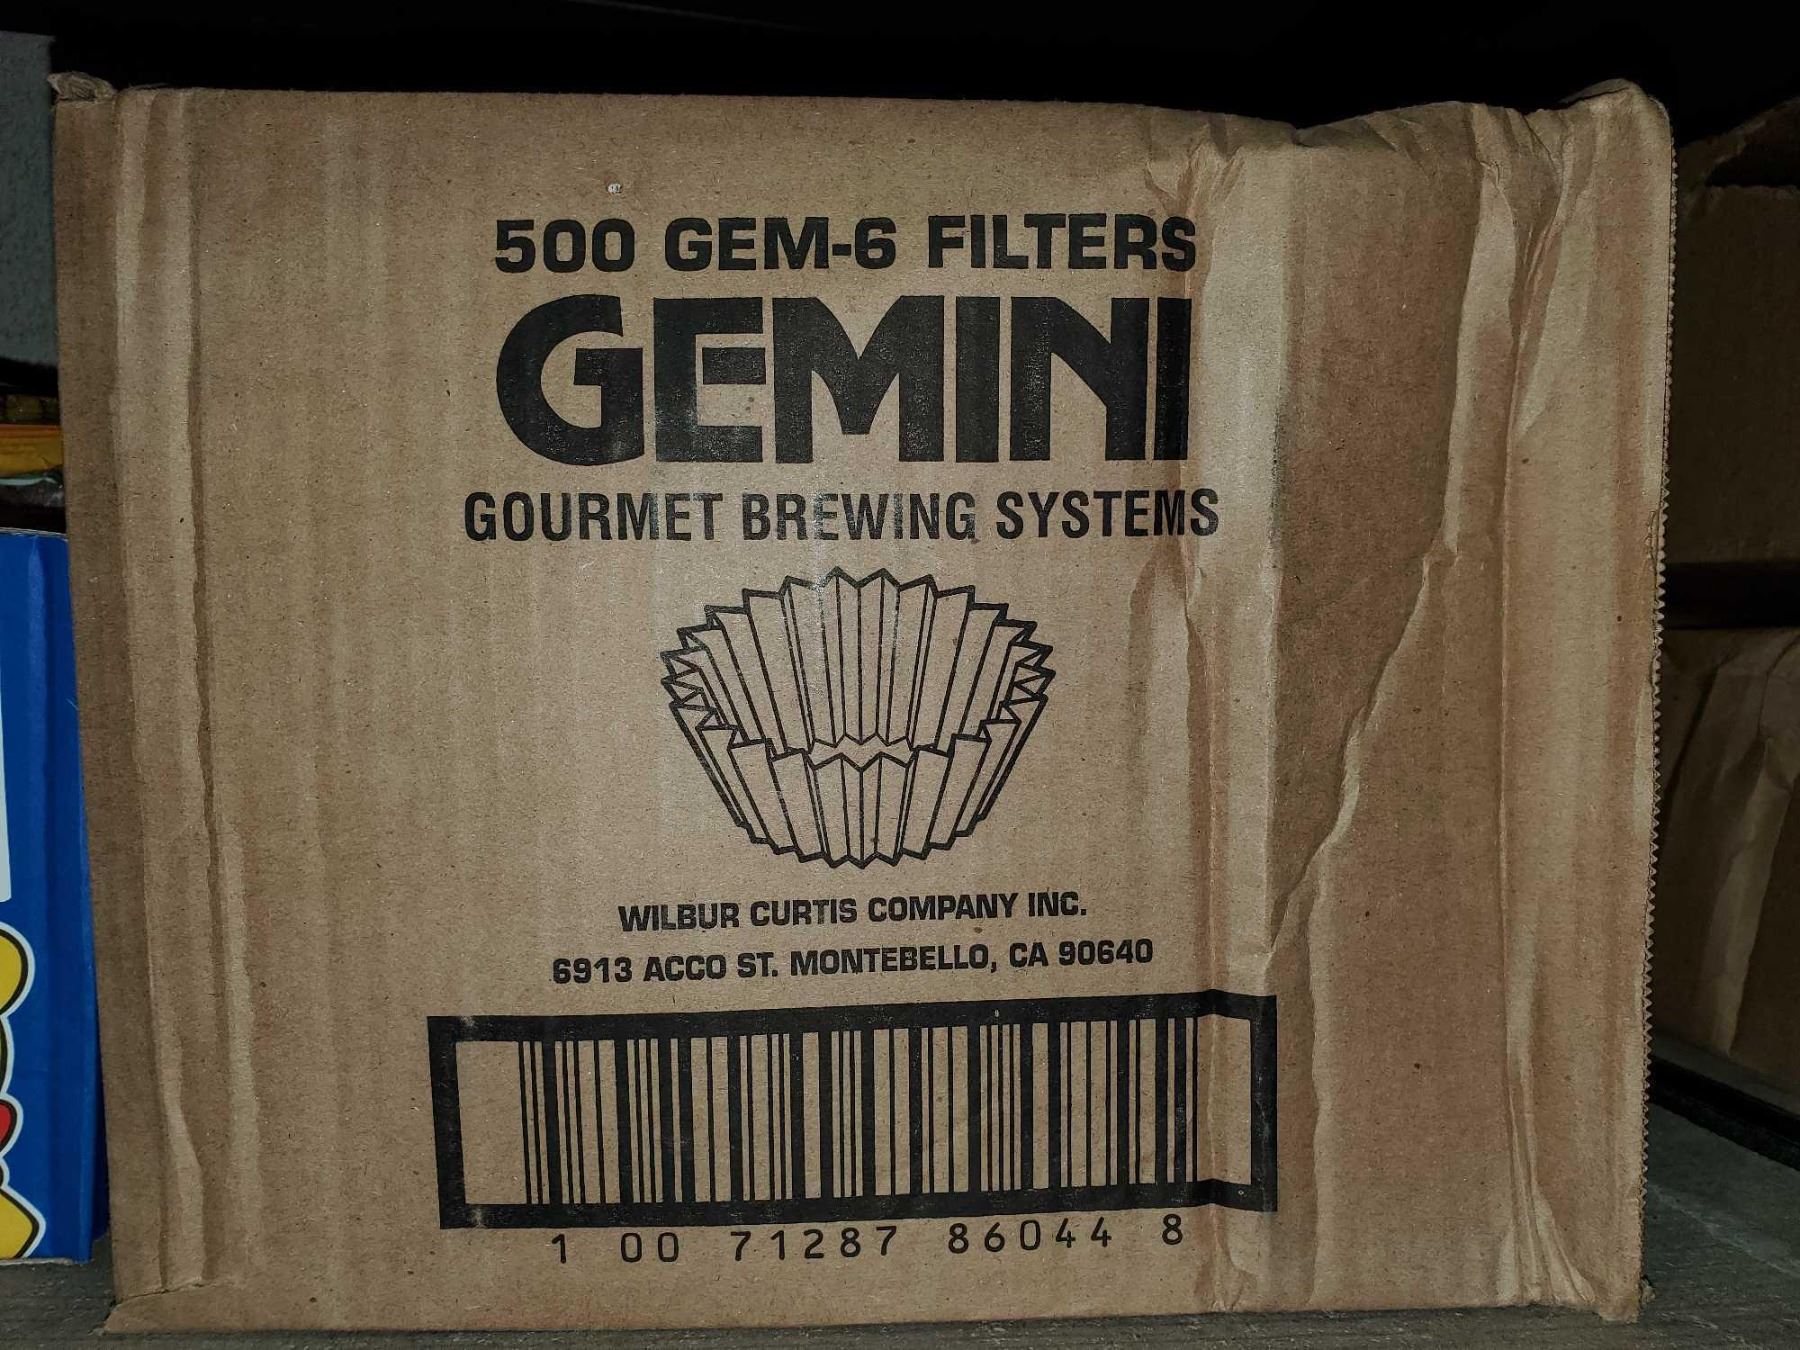 500 GEM-6 FILTERS
GEMINI
GOURMET BREWING SYSTEMS
WILBUR CURTIS COMPANY INC.
6913 ACCO ST. MONTEBELLO, CA 90640
1 00 71287 86044 8